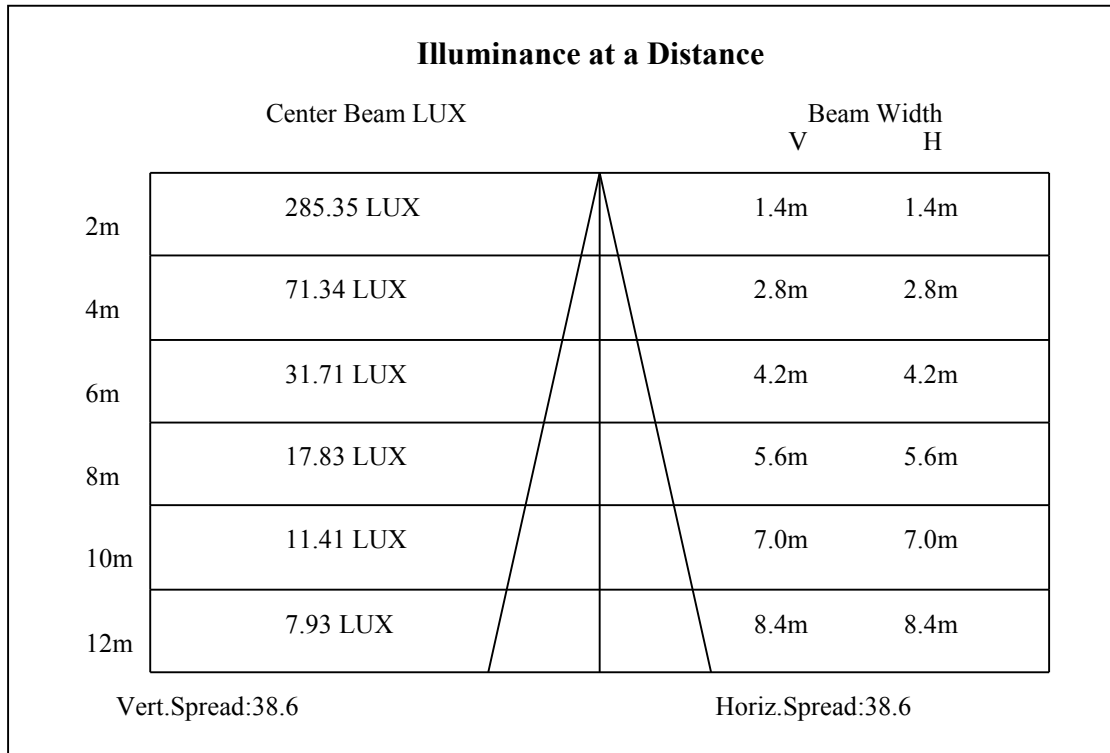 Illuminance at a Distance
Center Beam LUX Beam Width
V H
2m 285.35 LUX 1.4m 1.4m
4m 71.34 LUX 2.8m 2.8m
6m 31.71 LUX 4.2m 4.2m
8m 17.83 LUX 5.6m 5.6m
10m 11.41 LUX 7.0m 7.0m
12m 7.93 LUX 8.4m 8.4m
Vert.Spread:38.6 Horiz.Spread:38.6